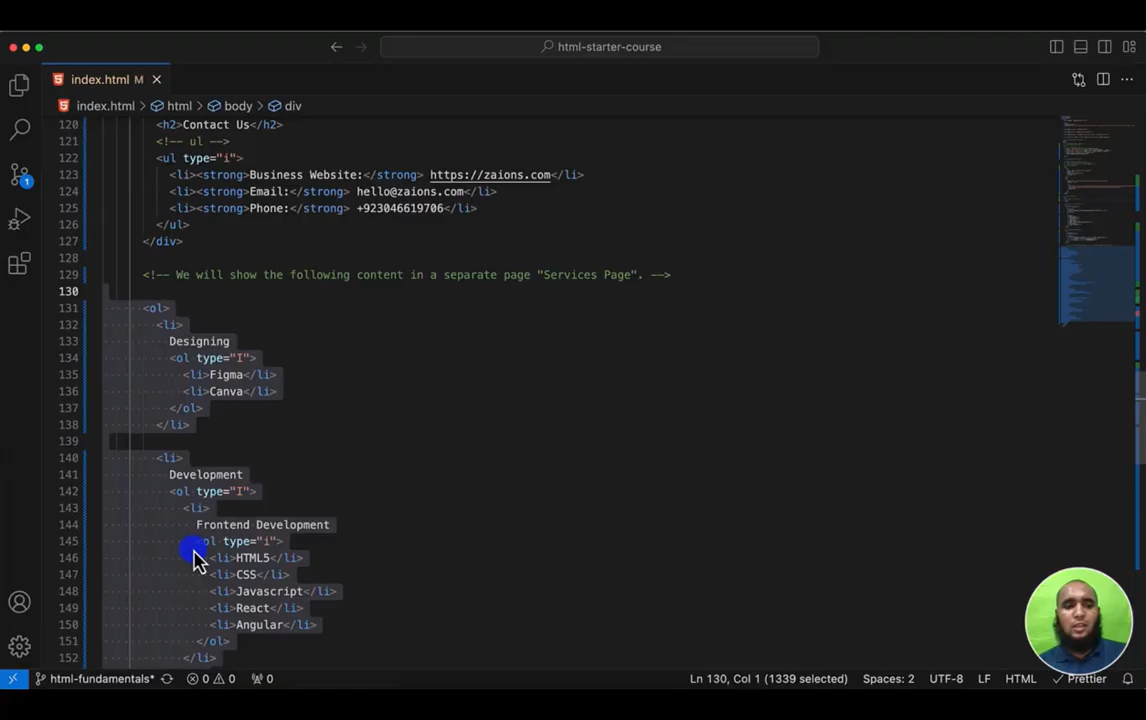 html-starter-course
index.html M
index.html > html > body > div
120 <h2>Contact Us</h2>
121 <!-- ul -->
122 <ul type="i">
123 <li><strong>Business Website:</strong> https://zaions.com</li>
124 <li><strong>Email:</strong> hello@zaions.com</li>
125 <li><strong>Phone:</strong> +923046619706</li>
126 </ul>
127 </div>
128
129 <!-- We will show the following content in a separate page "Services Page". -->
130
131 <ol>
132 <li>
133 Designing
134 <ol type="I">
135 <li>Figma</li>
136 <li>Canva</li>
137 </ol>
138 </li>
139
140 <li>
141 Development
142 <ol type="I">
143 <li>
144 Frontend Development
145 <ol type="i">
146 <li>HTML5</li>
147 <li>CSS</li>
148 <li>Javascript</li>
149 <li>React</li>
150 <li>Angular</li>
151 </ol>
152 </li>
1
html-fundamentals* 0 0 0 Ln 130, Col 1 (1339 selected) Spaces: 2 UTF-8 LF HTML Prettier